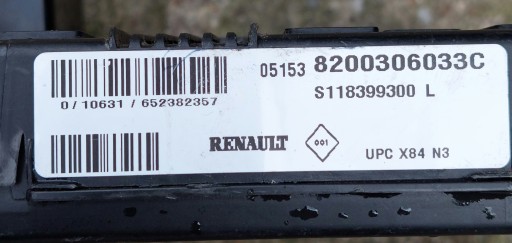 05153 8200306033C
0/10631/652382357
S118399300 L
RENAULT 001
UPC X84 N3